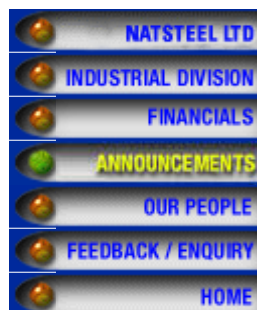 NATSTEEL LTD
INDUSTRIAL DIVISION
FINANCIALS
ANNOUNCEMENTS
OUR PEOPLE
FEEDBACK / ENQUIRY
HOME